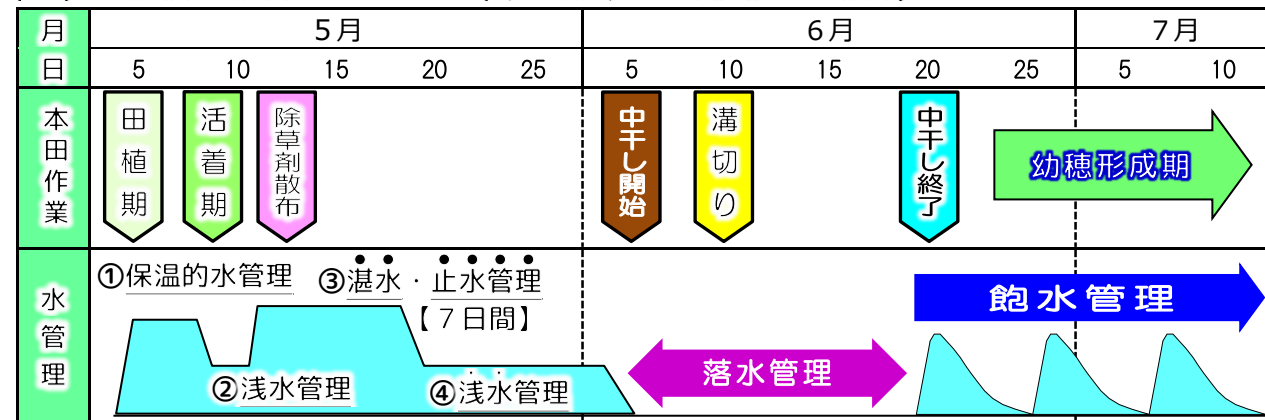 月 5月 6月 7月
日 5 10 15 20 25 5 10 15 20 25 5 10
本田作業
田植期
活着期
除草剤散布
中干し開始
溝切り
中干し終了
幼穂形成期
水管理
①保温的水管理
③湛水・止水管理
【７日間】
②浅水管理
④浅水管理
落水管理
飽水管理